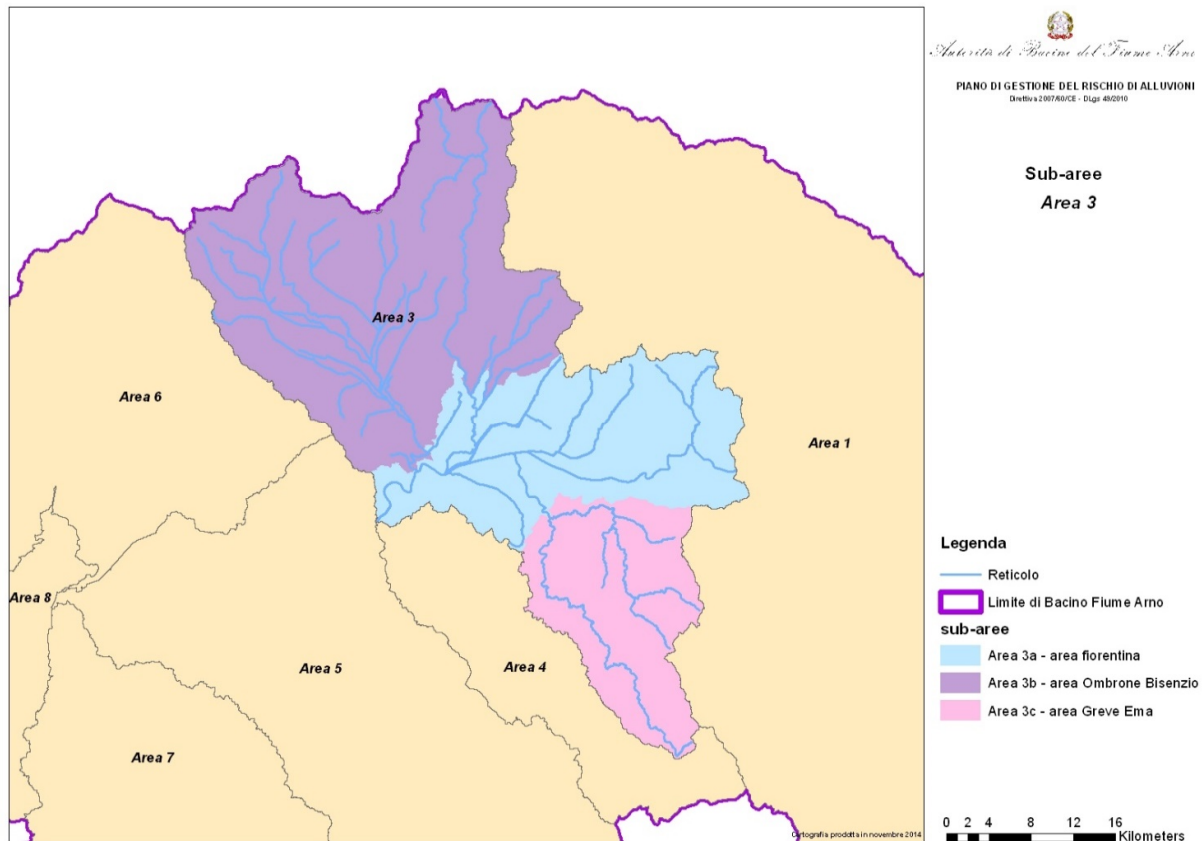 Autorità di Bacino del Fiume Arno
PIANO DI GESTIONE DEL RISCHIO DI ALLUVIONI
Direttiva 2007/60/CE - DLgs 49/2010
Sub-aree
Area 3
Area 3
Area 6
Area 1
Area 8
Area 5
Area 4
Area 7
Legenda
Reticolo
Limite di Bacino Fiume Arno
sub-aree
Area 3a - area fiorentina
Area 3b - area Ombrone Bisenzio
Area 3c - area Greve Ema
0 2 4 8 12 16
Kilometers
Cartografia prodotta in novembre 2014